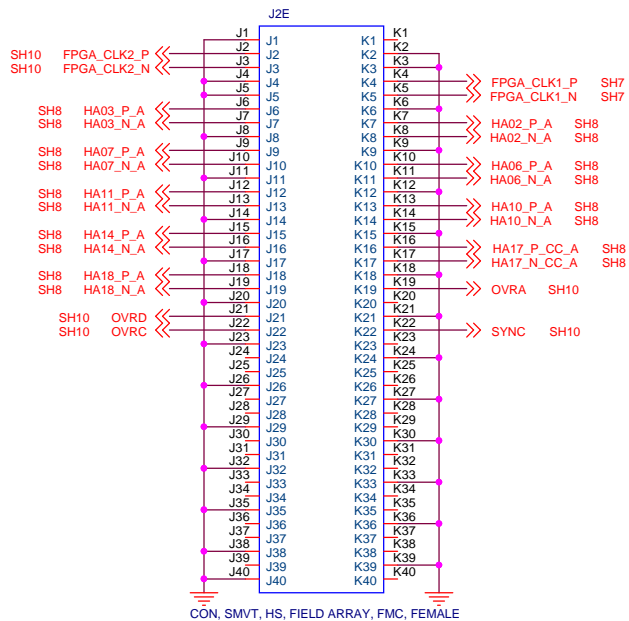 J2E
J1 J1 K1 K1
SH10 FPGA_CLK2_P J2 J2 K2 K2
SH10 FPGA_CLK2_N J3 J3 K3 K3
J4 J4 K4 K4 FPGA_CLK1_P SH7
J5 J5 K5 K5 FPGA_CLK1_N SH7
SH8 HA03_P_A J6 J6 K6 K6
SH8 HA03_N_A J7 J7 K7 K7 HA02_P_A SH8
J8 J8 K8 K8 HA02_N_A SH8
SH8 HA07_P_A J9 J9 K9 K9
SH8 HA07_N_A J10 J10 K10 K10 HA06_P_A SH8
J11 J11 K11 K11 HA06_N_A SH8
SH8 HA11_P_A J12 J12 K12 K12
SH8 HA11_N_A J13 J13 K13 K13 HA10_P_A SH8
J14 J14 K14 K14 HA10_N_A SH8
SH8 HA14_P_A J15 J15 K15 K15
SH8 HA14_N_A J16 J16 K16 K16 HA17_P_CC_A SH8
J17 J17 K17 K17 HA17_N_CC_A SH8
SH8 HA18_P_A J18 J18 K18 K18
SH8 HA18_N_A J19 J19 K19 K19 OVRA SH10
J20 J20 K20 K20
SH10 OVRD J21 J21 K21 K21
SH10 OVRC J22 J22 K22 K22 SYNC SH10
J23 J23 K23 K23
J24 J24 K24 K24
J25 J25 K25 K25
J26 J26 K26 K26
J27 J27 K27 K27
J28 J28 K28 K28
J29 J29 K29 K29
J30 J30 K30 K30
J31 J31 K31 K31
J32 J32 K32 K32
J33 J33 K33 K33
J34 J34 K34 K34
J35 J35 K35 K35
J36 J36 K36 K36
J37 J37 K37 K37
J38 J38 K38 K38
J39 J39 K39 K39
J40 J40 K40 K40
CON, SMVT, HS, FIELD ARRAY, FMC, FEMALE